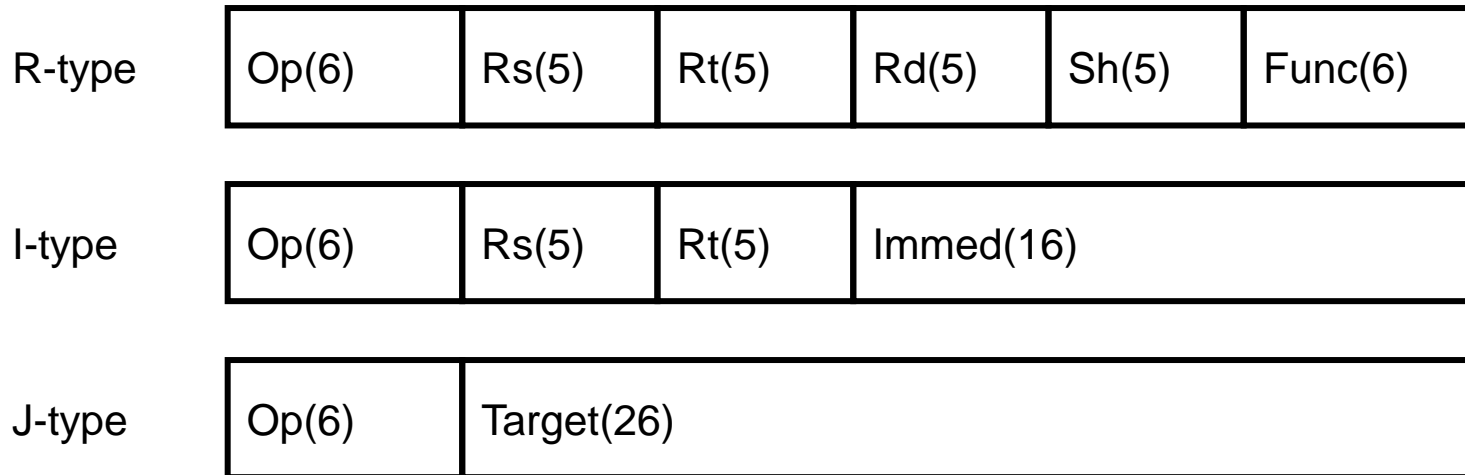 R-type Op(6) Rs(5) Rt(5) Rd(5) Sh(5) Func(6)
I-type Op(6) Rs(5) Rt(5) Immed(16)
J-type Op(6) Target(26)